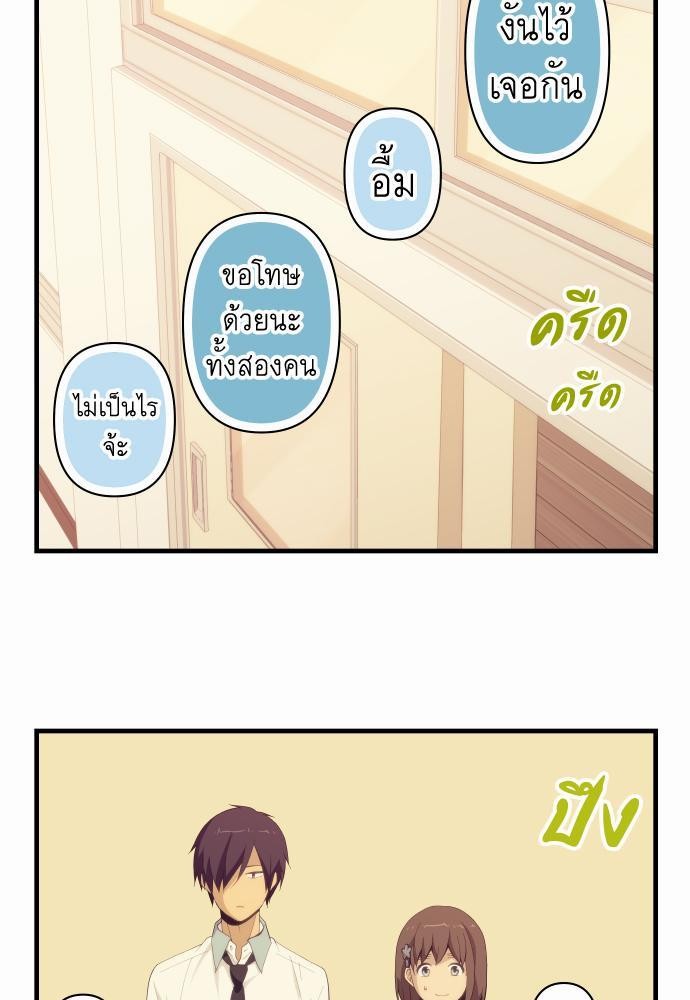 งั้นไว้
เจอกัน
อื้ม
ขอโทษ
ด้วยนะ
ทั้งสองคน
ไม่เป็นไร
จ้ะ
ครืด
ครืด
ปึง